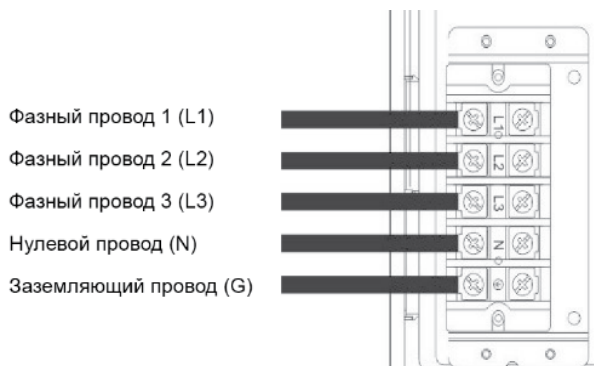 Фазный провод 1 (L1)
L1
Фазный провод 2 (L2)
L2
Фазный провод 3 (L3)
L3
Нулевой провод (N)
N
Заземляющий провод (G)